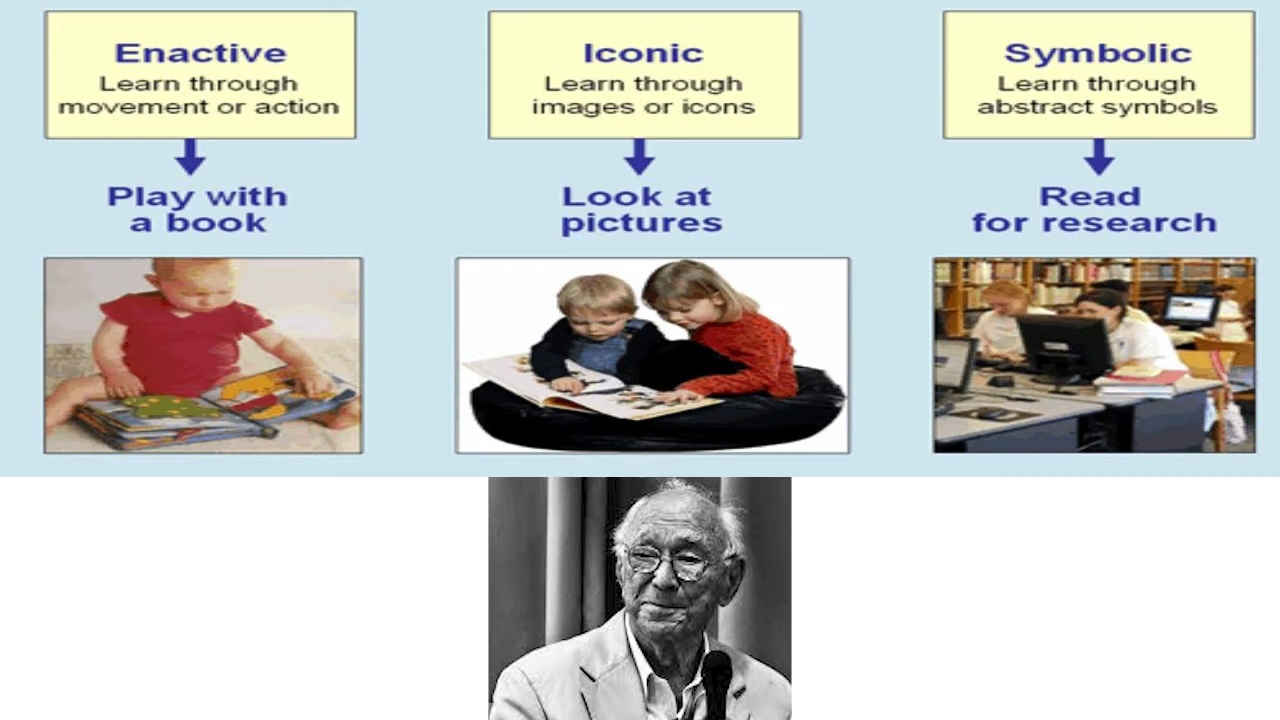 Enactive
Learn through
movement or action
Play with
a book
Iconic
Learn through
images or icons
Look at
pictures
Symbolic
Learn through
abstract symbols
Read
for research